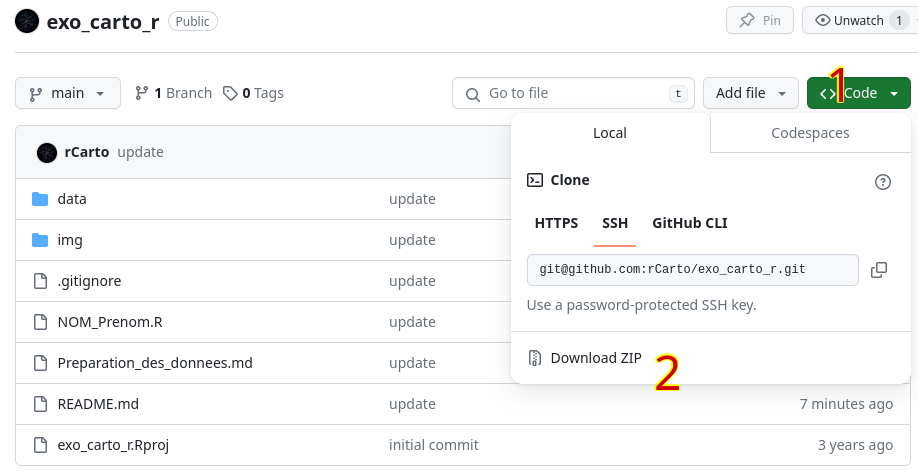 exo_carto_r Public Pin Unwatch 1
main 1 Branch 0 Tags Go to file t Add file <> Code 1
Local Codespaces
rCarto update
Clone
data update
HTTPS SSH GitHub CLI
img update
git@github.com:rCarto/exo_carto_r.git
.gitignore update
Use a password-protected SSH key.
NOM_Prenom.R update
Preparation_des_donnees.md update
Download ZIP 2
README.md update 7 minutes ago
exo_carto_r.Rproj initial commit 3 years ago